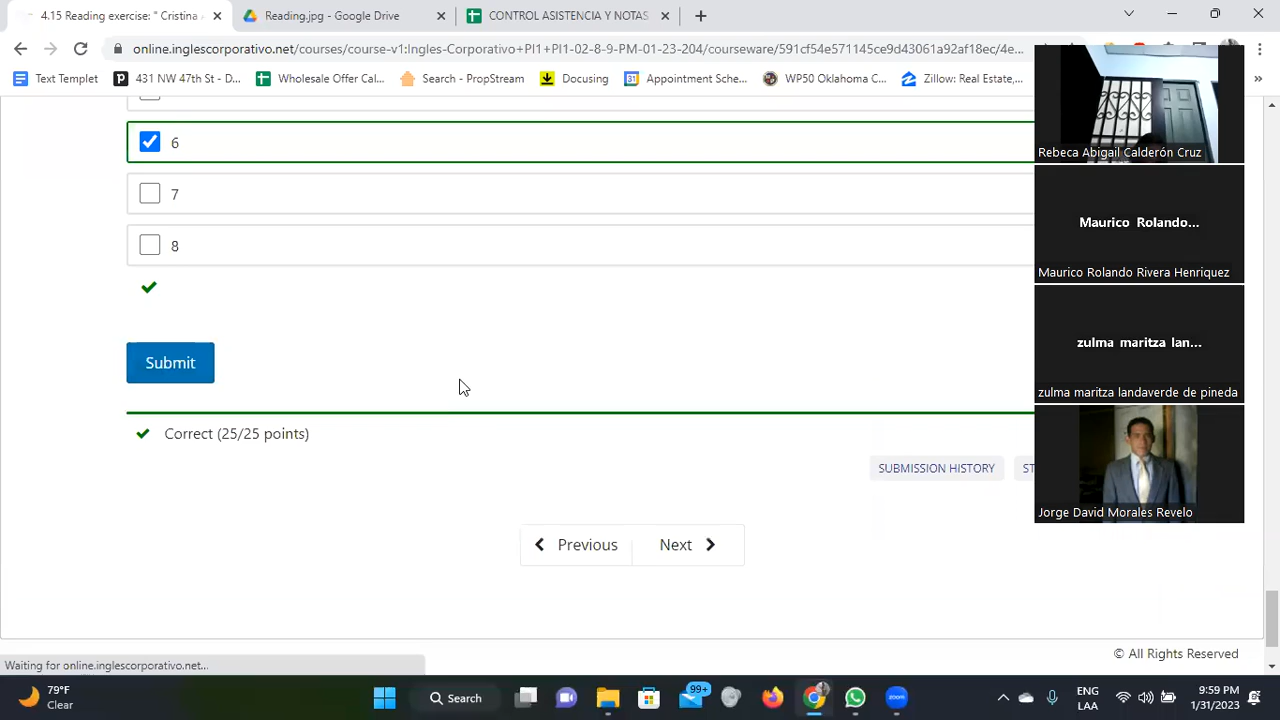 4.15 Reading exercise: " Cristina
Reading.jpg - Google Drive
CONTROL ASISTENCIA Y NOTAS
online.inglescorporativo.net/courses/course-v1:Ingles-Corporativo+PI1+PI1-02-8-9-PM-01-23-204/courseware/591cf54e571145ce9d43061a92af18ec/4e...
Text Templet
431 NW 47th St - D...
Wholesale Offer Cal...
Search - PropStream
Docusing
Appointment Sche...
WP50 Oklahoma C...
Zillow: Real Estate,...
»
6
7
8
Submit
Correct (25/25 points)
SUBMISSION HISTORY
ST
Previous
Next
Rebeca Abigail Calderón Cruz
Maurico Rolando...
Maurico Rolando Rivera Henriquez
zulma maritza lan...
zulma maritza landaverde de pineda
Jorge David Morales Revelo
© All Rights Reserved
Waiting for online.inglescorporativo.net...
79°F
Clear
Search
99+
ENG
LAA
9:59 PM
1/31/2023